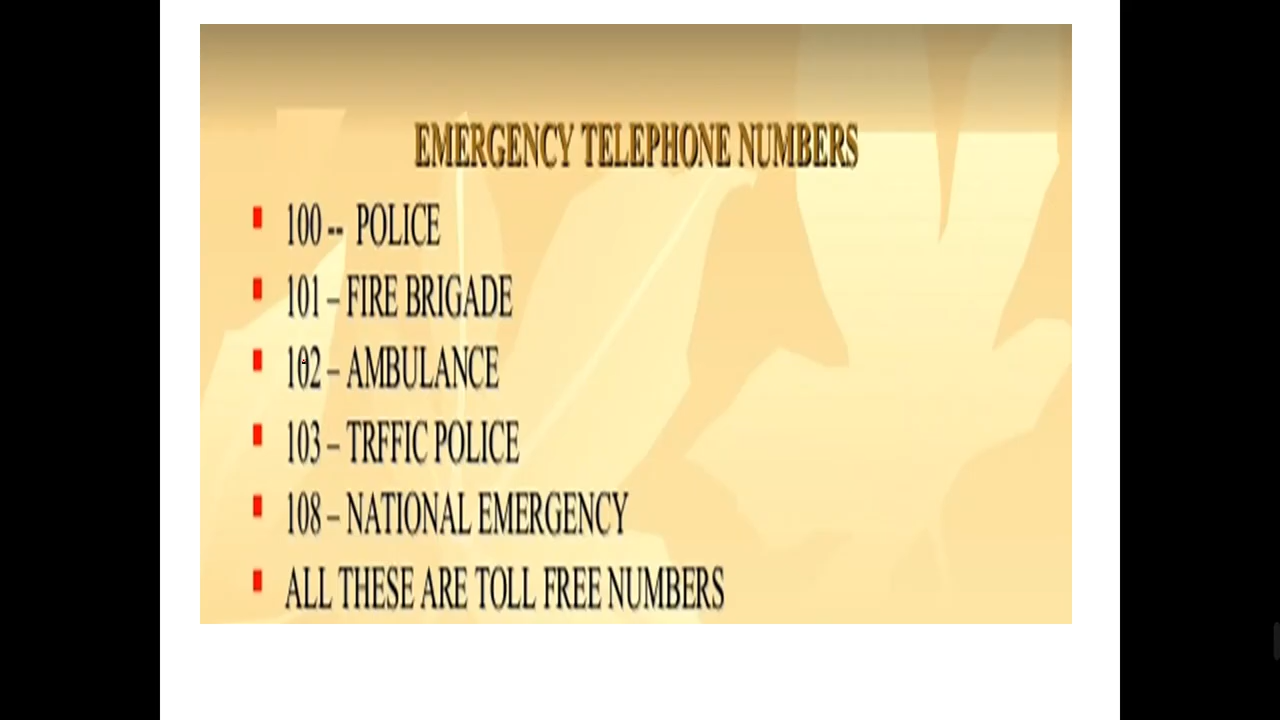 EMERGENCY TELEPHONE NUMBERS
100 -- POLICE
101 – FIRE BRIGADE
102 – AMBULANCE
103 – TRFFIC POLICE
108 – NATIONAL EMERGENCY
ALL THESE ARE TOLL FREE NUMBERS